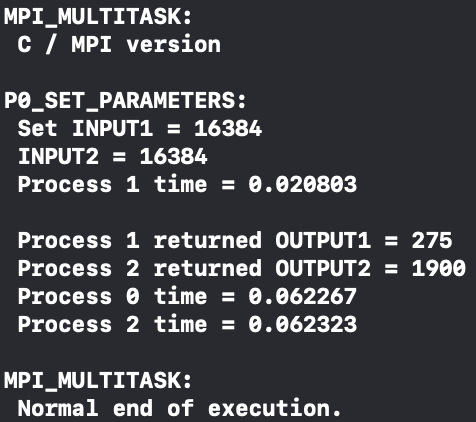 MPI_MULTITASK:
C / MPI version
P0_SET_PARAMETERS:
Set INPUT1 = 16384
INPUT2 = 16384
Process 1 time = 0.020803
Process 1 returned OUTPUT1 = 275
Process 2 returned OUTPUT2 = 1900
Process 0 time = 0.062267
Process 2 time = 0.062323
MPI_MULTITASK:
Normal end of execution.